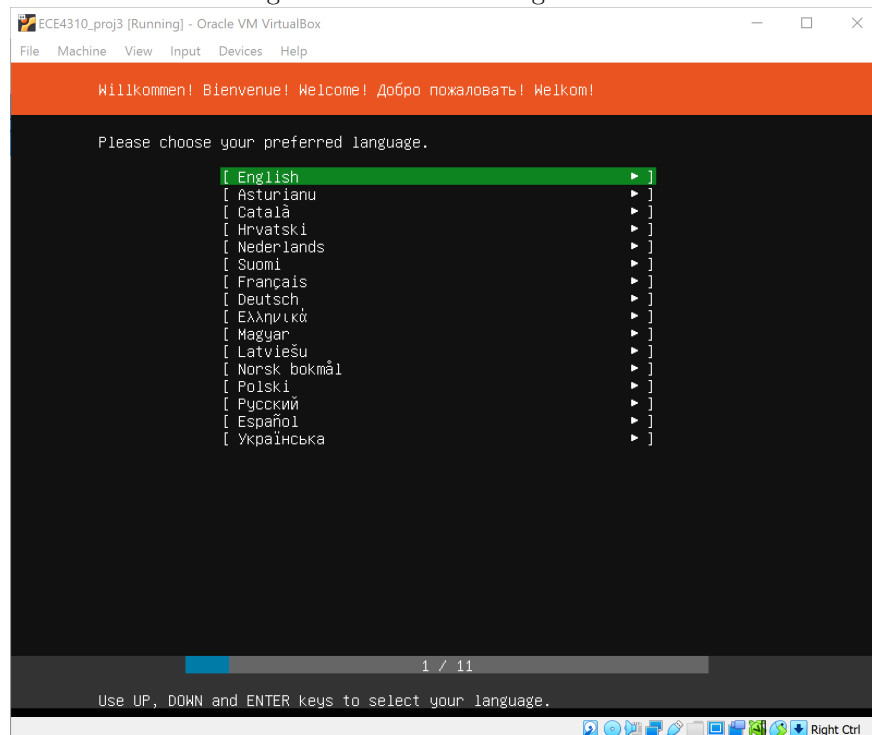 ECE4310_proj3 [Running] - Oracle VM VirtualBox
File Machine View Input Devices Help
Willkommen! Bienvenue! Welcome! Добро пожаловать! Welkom!
Please choose your preferred language.
[ English ▸ ]
[ Asturianu ▸ ]
[ Català ▸ ]
[ Hrvatski ▸ ]
[ Nederlands ▸ ]
[ Suomi ▸ ]
[ Français ▸ ]
[ Deutsch ▸ ]
[ Ελληνικά ▸ ]
[ Magyar ▸ ]
[ Latviešu ▸ ]
[ Norsk bokmål ▸ ]
[ Polski ▸ ]
[ Русский ▸ ]
[ Español ▸ ]
[ Українська ▸ ]
1 / 11
Use UP, DOWN and ENTER keys to select your language.
Right Ctrl